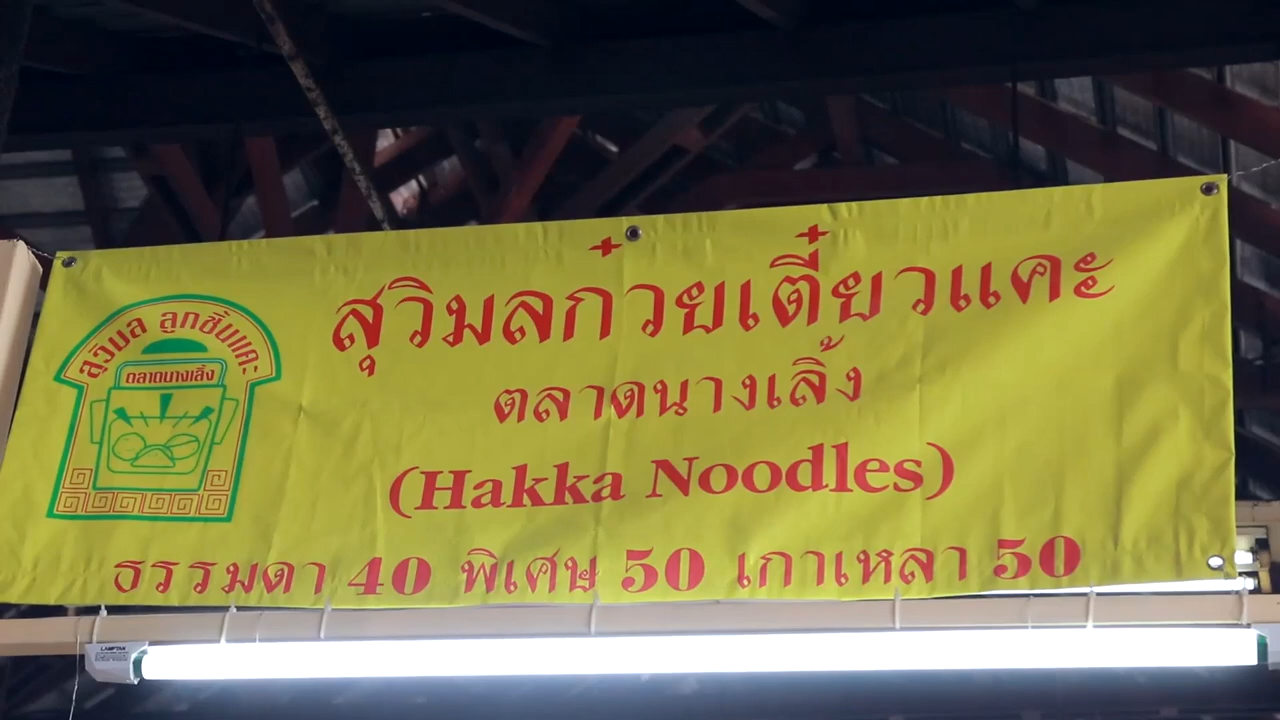 สุวิมลก๋วยเตี๋ยวแคะ
ตลาดนางเลิ้ง
(Hakka Noodles)
ธรรมดา 40 พิเศษ 50 เกาเหลา 50
สุวิมล ลูกชิ้นแคะ
ตลาดนางเลิ้ง
LAMPTAN